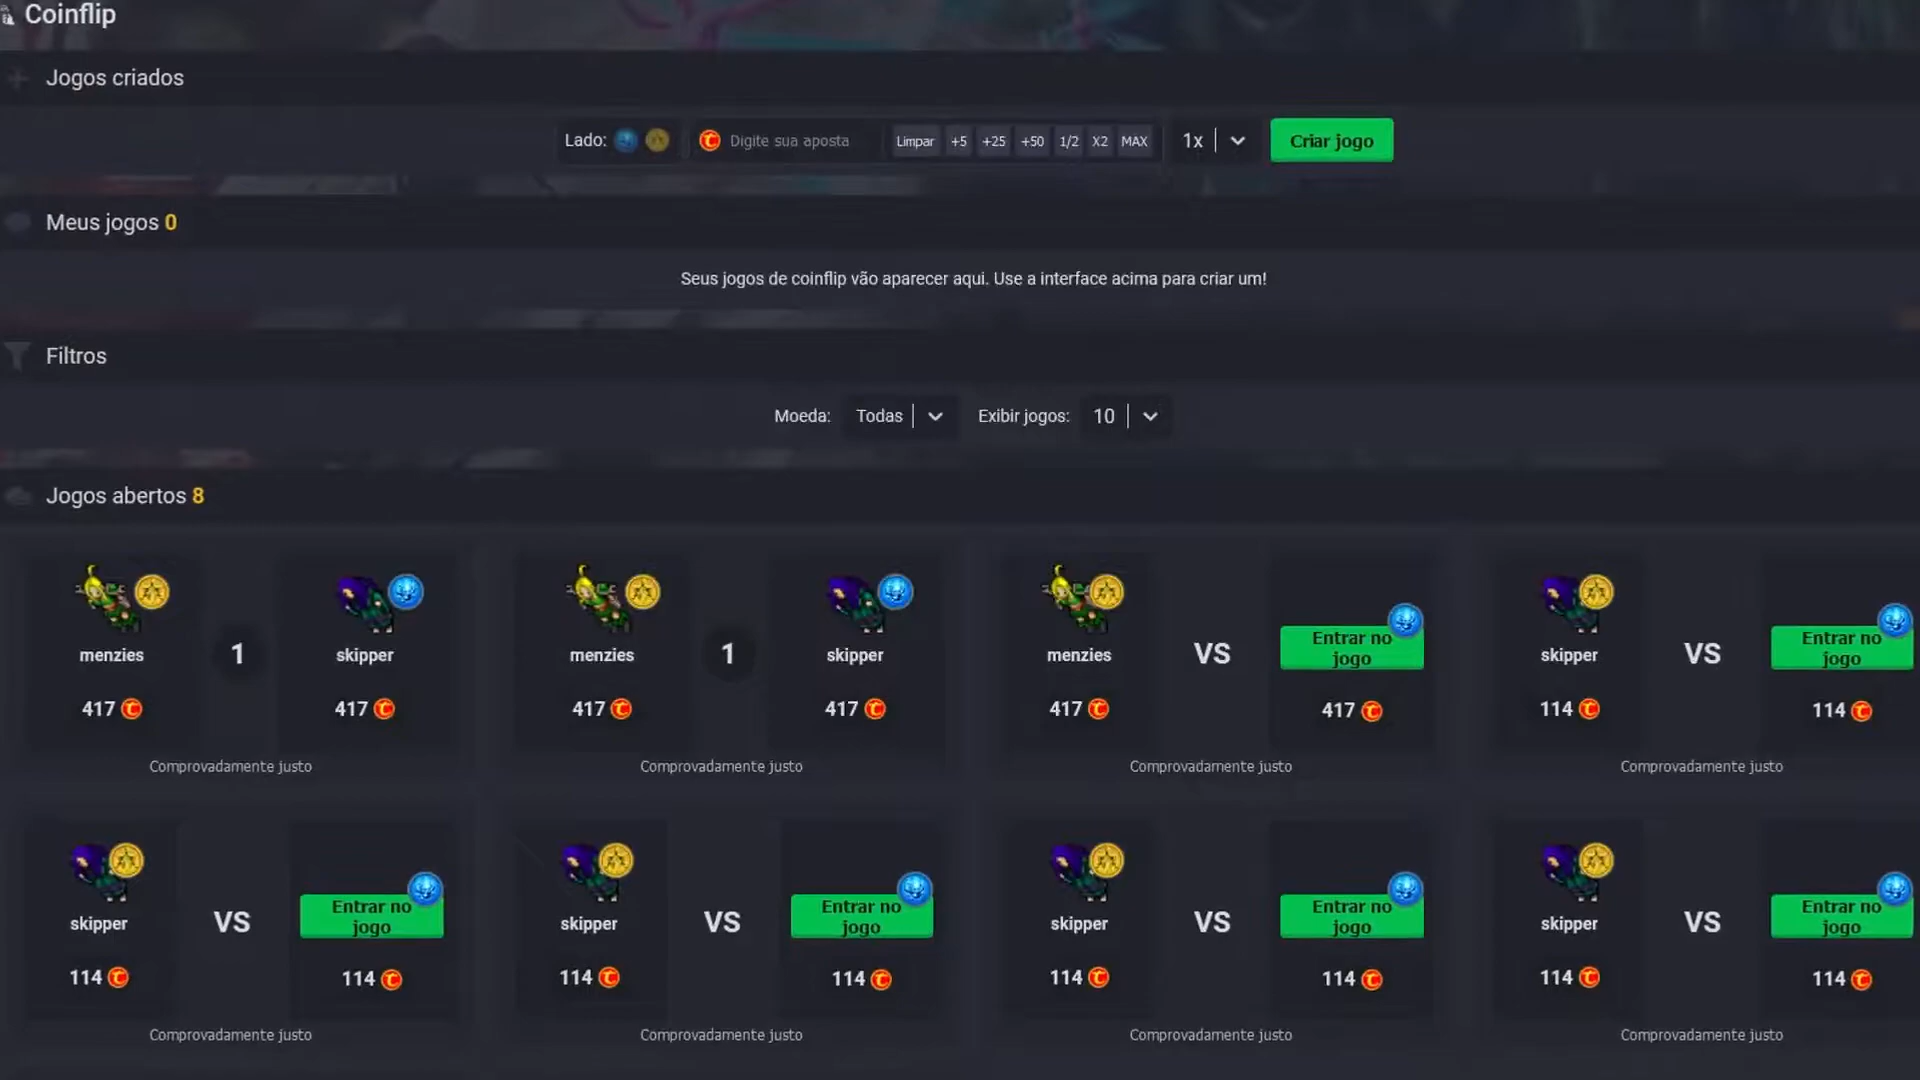 Coinflip
Jogos criados
Lado: Digite sua aposta Limpar +5 +25 +50 1/2 X2 MAX 1x Criar jogo
Meus jogos 0
Seus jogos de coinflip vão aparecer aqui. Use a interface acima para criar um!
Filtros
Moeda: Todas Exibir jogos: 10
Jogos abertos 8
menzies 1 skipper
417 417
Comprovadamente justo
menzies 1 skipper
417 417
Comprovadamente justo
menzies VS Entrar no
jogo
417 417
Comprovadamente justo
skipper VS Entrar no
jogo
114 114
Comprovadamente justo
skipper VS Entrar no
jogo
114 114
Comprovadamente justo
skipper VS Entrar no
jogo
114 114
Comprovadamente justo
skipper VS Entrar no
jogo
114 114
Comprovadamente justo
skipper VS Entrar no
jogo
114 114
Comprovadamente justo